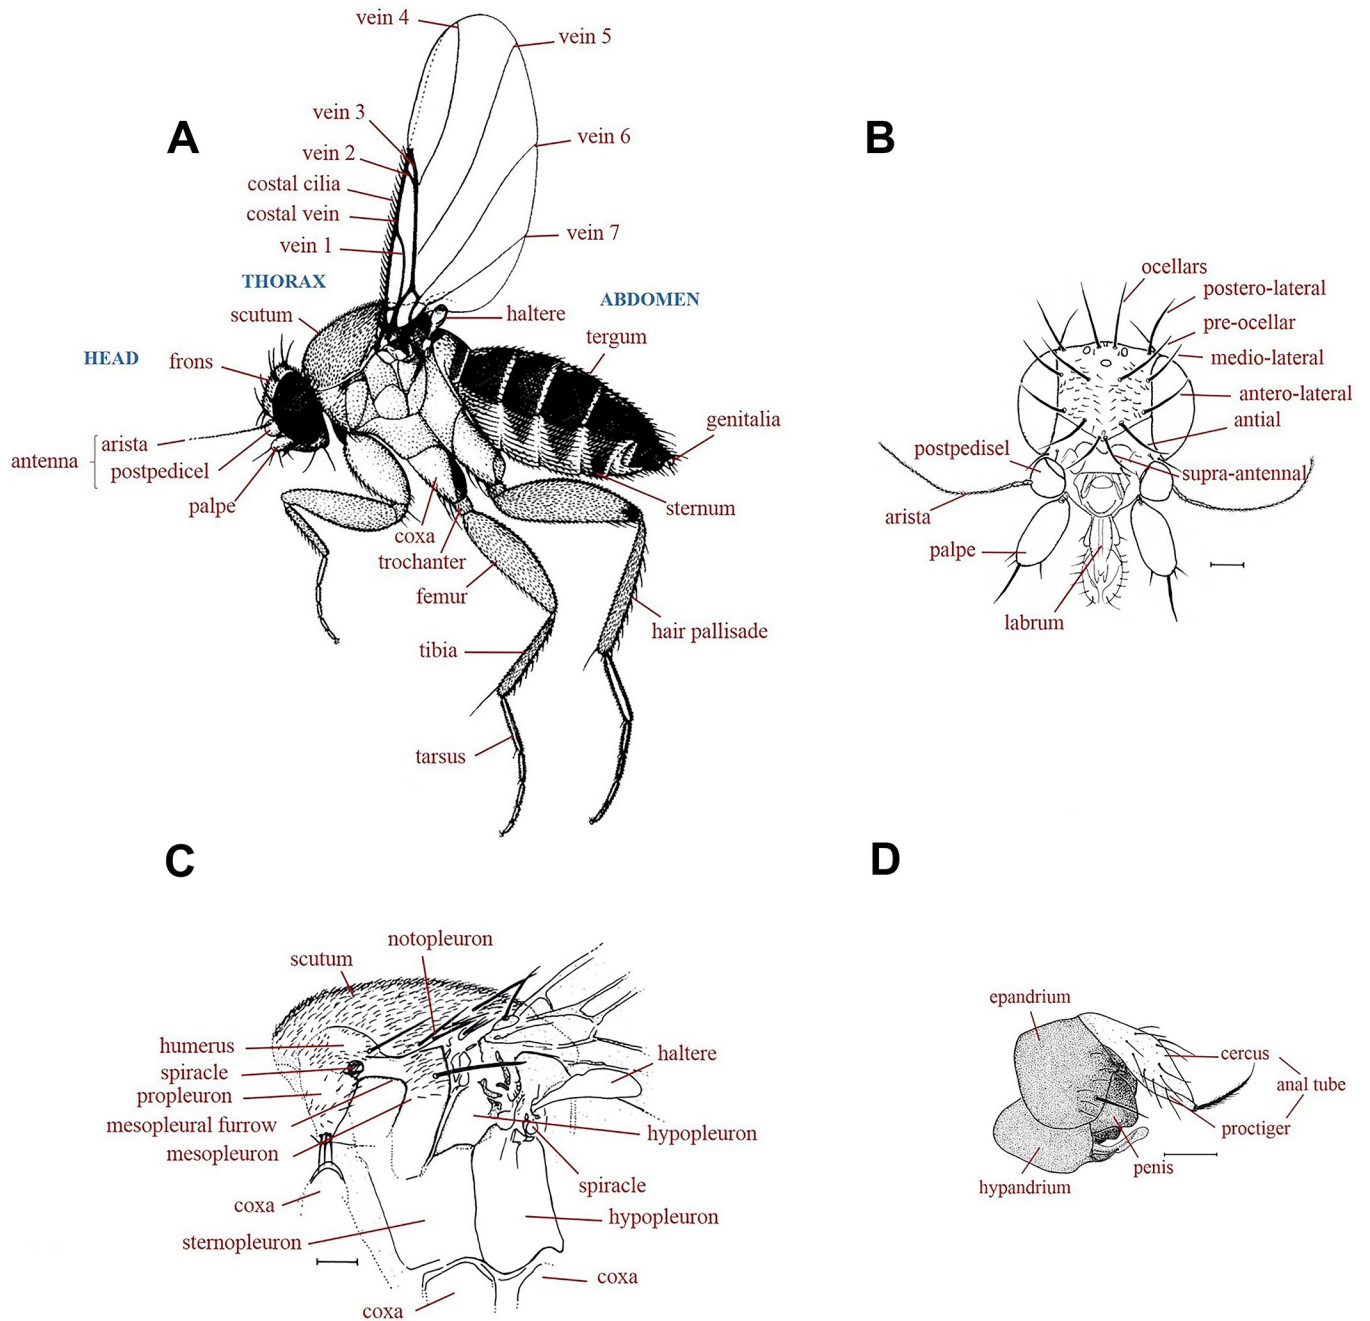 A
vein 4
vein 5
vein 3
vein 6
vein 2
costal cilia
costal vein
vein 7
vein 1
THORAX
ABDOMEN
scutum
haltere
tergum
HEAD
frons
genitalia
antenna
arista
postpedicel
palpe
sternum
coxa
trochanter
femur
hair pallisade
tibia
tarsus
B
ocellars
postero-lateral
pre-ocellar
medio-lateral
antero-lateral
antial
postpedisel
supra-antennal
arista
palpe
labrum
C
notopleuron
scutum
humerus
haltere
spiracle
propleuron
mesopleural furrow
hypopleuron
mesopleuron
spiracle
coxa
hypopleuron
sternopleuron
coxa
coxa
D
epandrium
cercus
anal tube
proctiger
penis
hypandrium